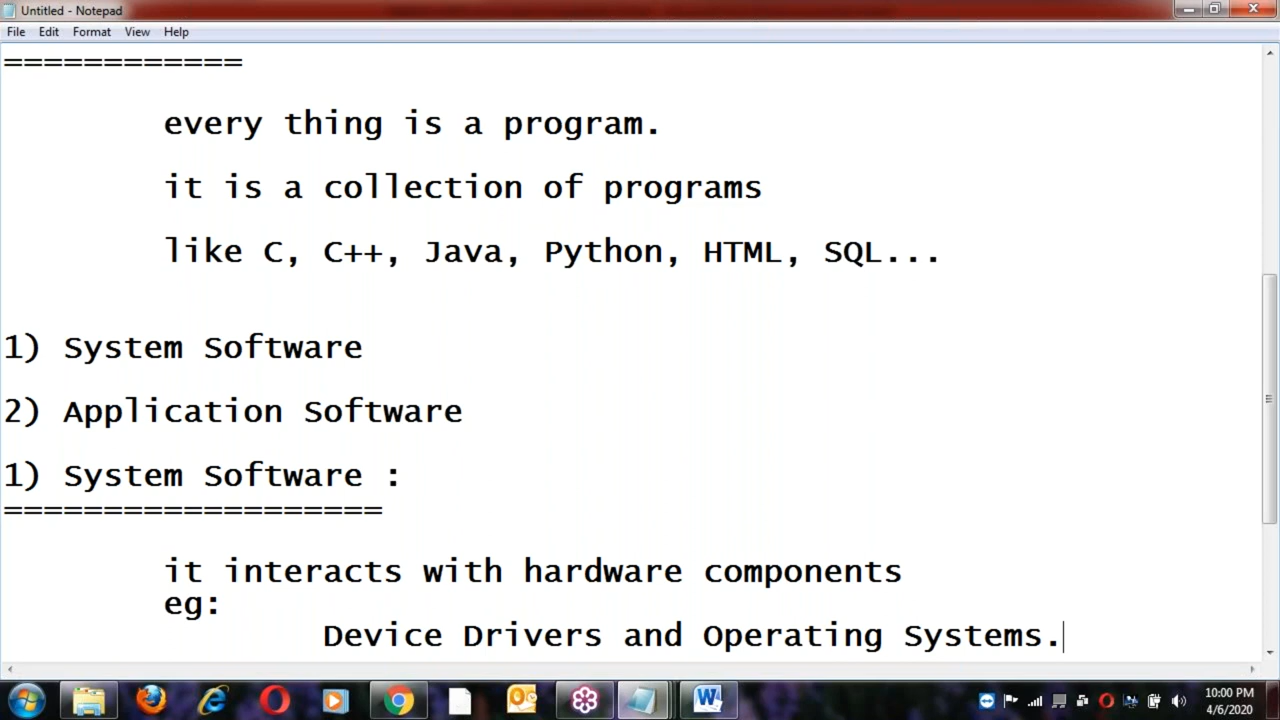 Untitled - Notepad
File Edit Format View Help
============
every thing is a program.
it is a collection of programs
like C, C++, Java, Python, HTML, SQL...
1) System Software
2) Application Software
1) System Software :
===================
it interacts with hardware components
eg:
Device Drivers and Operating Systems.
10:00 PM
4/6/2020